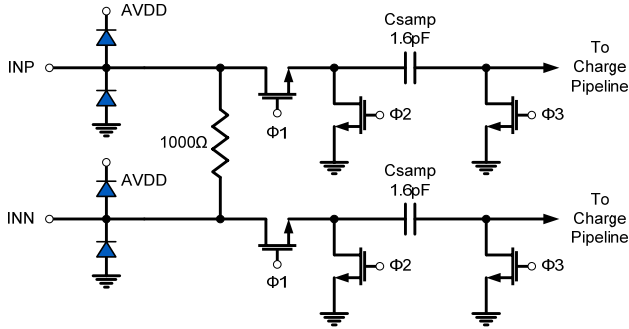 AVDD
Csamp
1.6pF
To
Charge
Pipeline
INP
Φ1
Φ2
Φ3
1000Ω
AVDD
Csamp
1.6pF
To
Charge
Pipeline
INN
Φ1
Φ2
Φ3